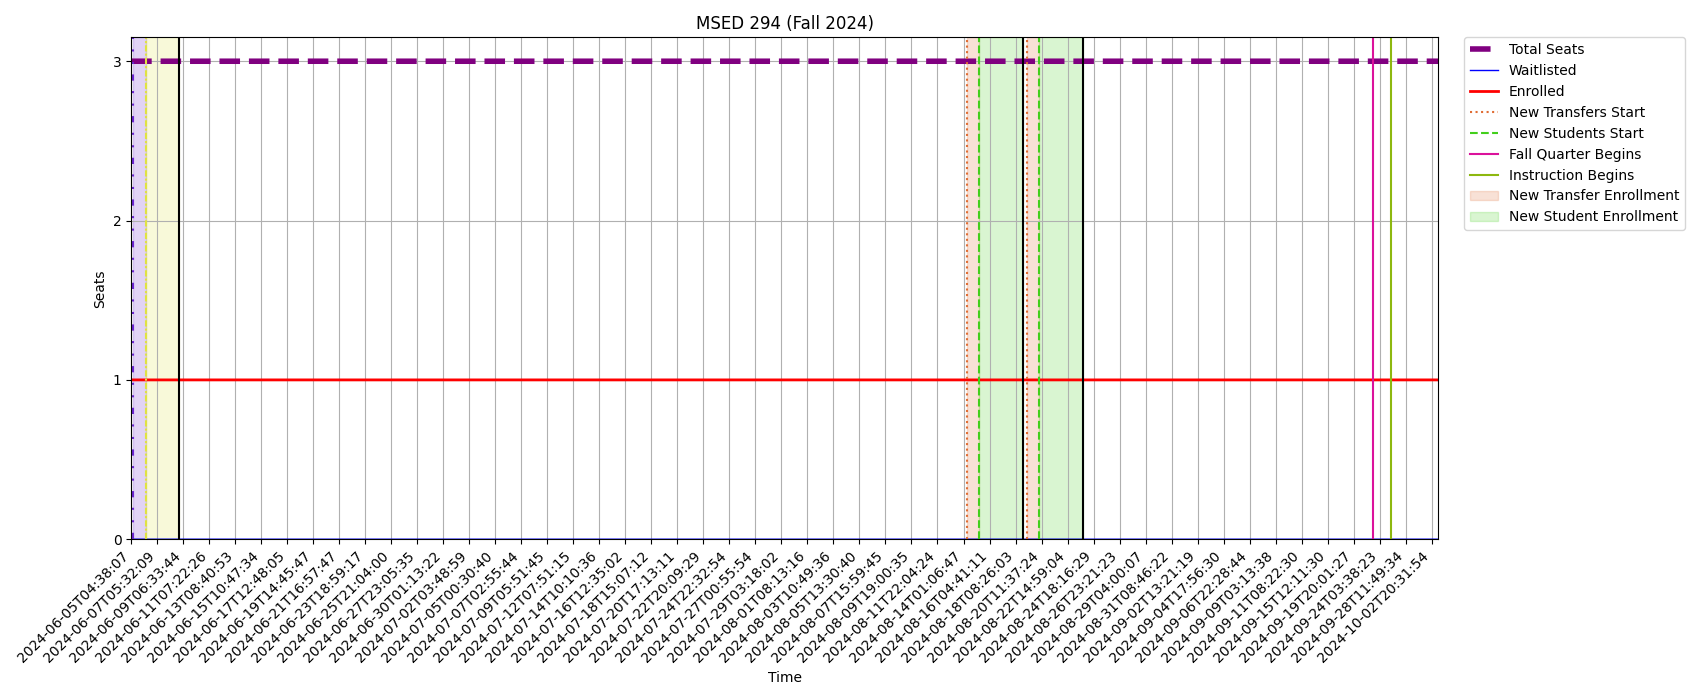 MSED 294 (Fall 2024)
Total Seats
Waitlisted
Enrolled
New Transfers Start
New Students Start
Fall Quarter Begins
Instruction Begins
New Transfer Enrollment
New Student Enrollment
Seats
3
2
1
0
2024-06-05T04:38:07
2024-06-07T05:32:09
2024-06-09T06:33:44
2024-06-11T07:22:26
2024-06-13T08:40:53
2024-06-15T10:47:34
2024-06-17T12:48:05
2024-06-19T14:45:47
2024-06-21T16:57:47
2024-06-23T18:59:17
2024-06-25T21:04:00
2024-06-27T23:05:35
2024-06-30T01:13:22
2024-07-02T03:48:59
2024-07-05T00:30:40
2024-07-07T02:55:44
2024-07-09T05:51:45
2024-07-12T07:51:15
2024-07-14T10:10:36
2024-07-16T12:35:02
2024-07-18T15:07:12
2024-07-20T17:13:11
2024-07-22T20:09:29
2024-07-24T22:32:54
2024-07-27T00:55:54
2024-07-29T03:18:02
2024-08-01T08:13:16
2024-08-03T10:49:36
2024-08-05T13:30:40
2024-08-07T15:59:45
2024-08-09T19:00:35
2024-08-11T22:04:24
2024-08-14T01:06:47
2024-08-16T04:41:11
2024-08-18T08:26:03
2024-08-20T11:37:24
2024-08-22T14:59:04
2024-08-24T18:16:29
2024-08-26T23:21:23
2024-08-29T04:00:07
2024-08-31T08:46:22
2024-09-02T13:21:19
2024-09-04T17:56:30
2024-09-06T22:28:44
2024-09-09T03:13:38
2024-09-11T08:22:30
2024-09-15T12:11:30
2024-09-19T20:01:27
2024-09-24T03:38:23
2024-09-28T11:49:34
2024-10-02T20:31:54
Time